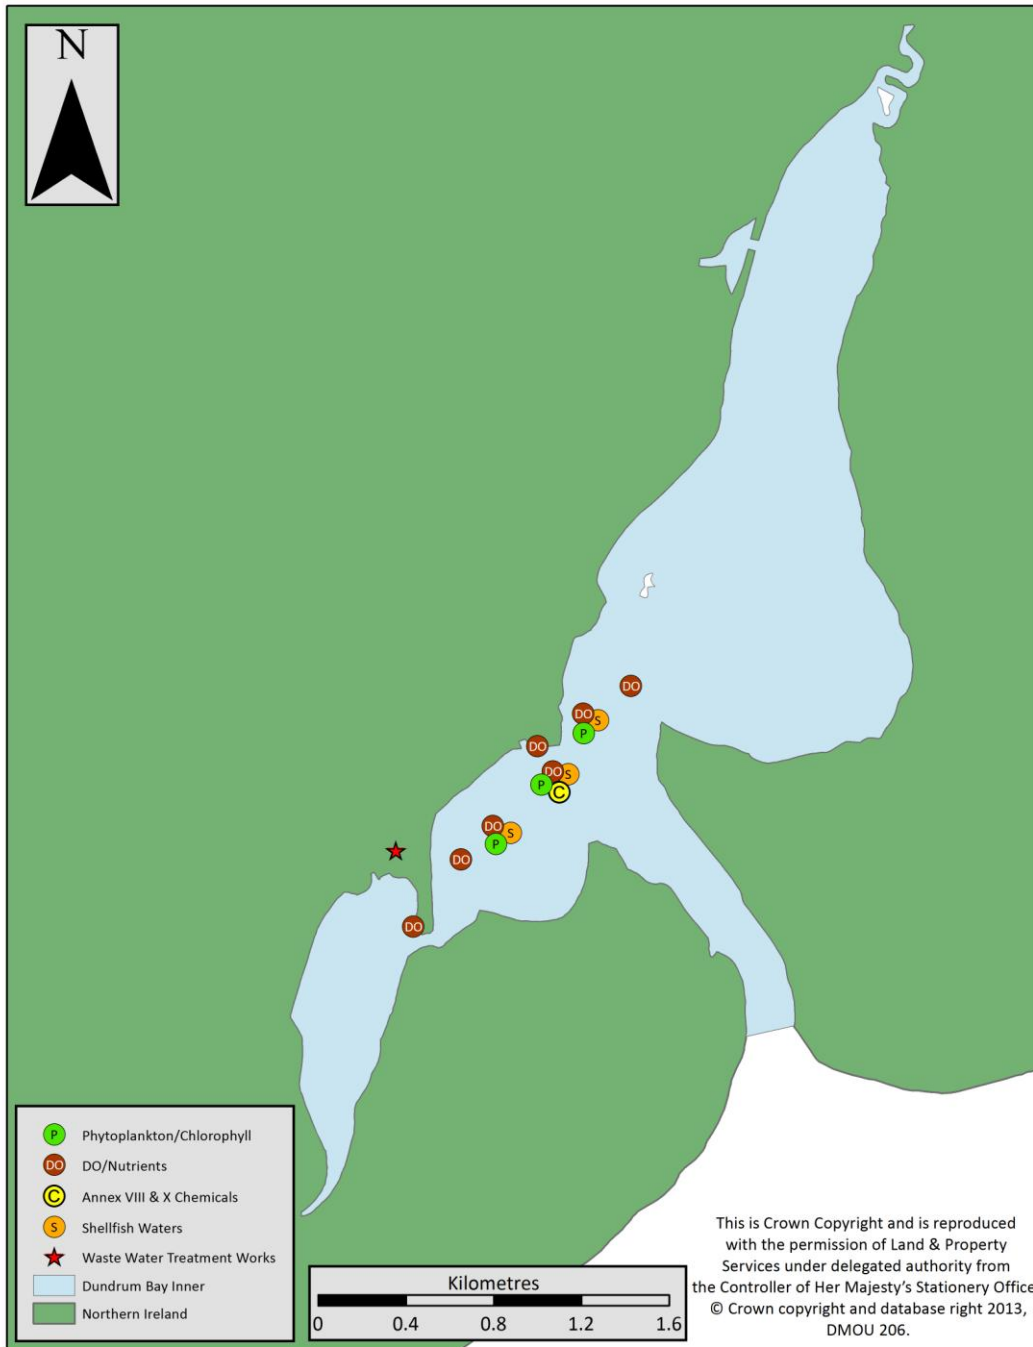 N
DO
DO
S
P
DO
DO
S
P
C
DO
S
P
DO
DO
P Phytoplankton/Chlorophyll
DO DO/Nutrients
C Annex VIII & X Chemicals
S Shellfish Waters
Waste Water Treatment Works
Dundrum Bay Inner
Northern Ireland
Kilometres
0 0.4 0.8 1.2 1.6
This is Crown Copyright and is reproduced
with the permission of Land & Property
Services under delegated authority from
the Controller of Her Majesty's Stationery Office,
© Crown copyright and database right 2013,
DMOU 206.